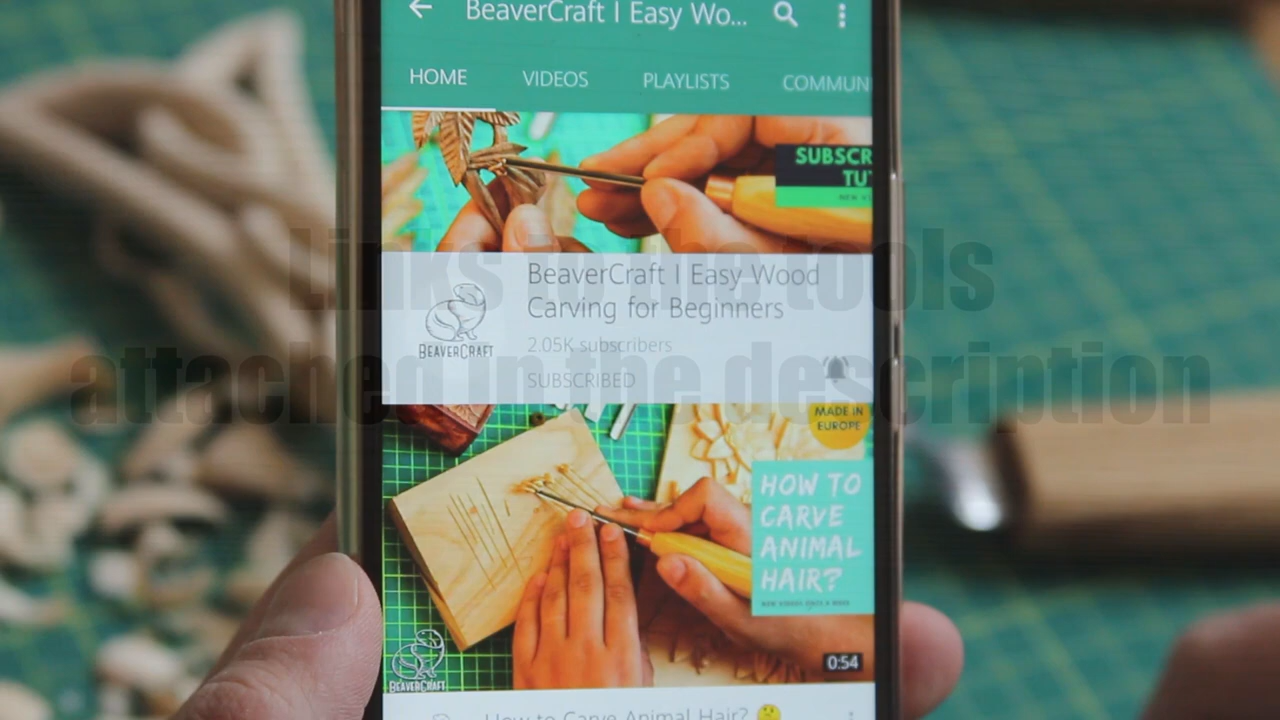 BeaverCraft I Easy Wo...
HOME VIDEOS PLAYLISTS COMMUN
SUBSCR
TU
BeaverCraft I Easy Wood
Carving for Beginners
2.05K subscribers
SUBSCRIBED
BEAVERCRAFT
Links to the tools
attached in the description
MADE IN
EUROPE
HOW TO
CARVE
ANIMAL
HAIR?
0:54
BEAVERCRAFT
How to Carve Animal Hair?